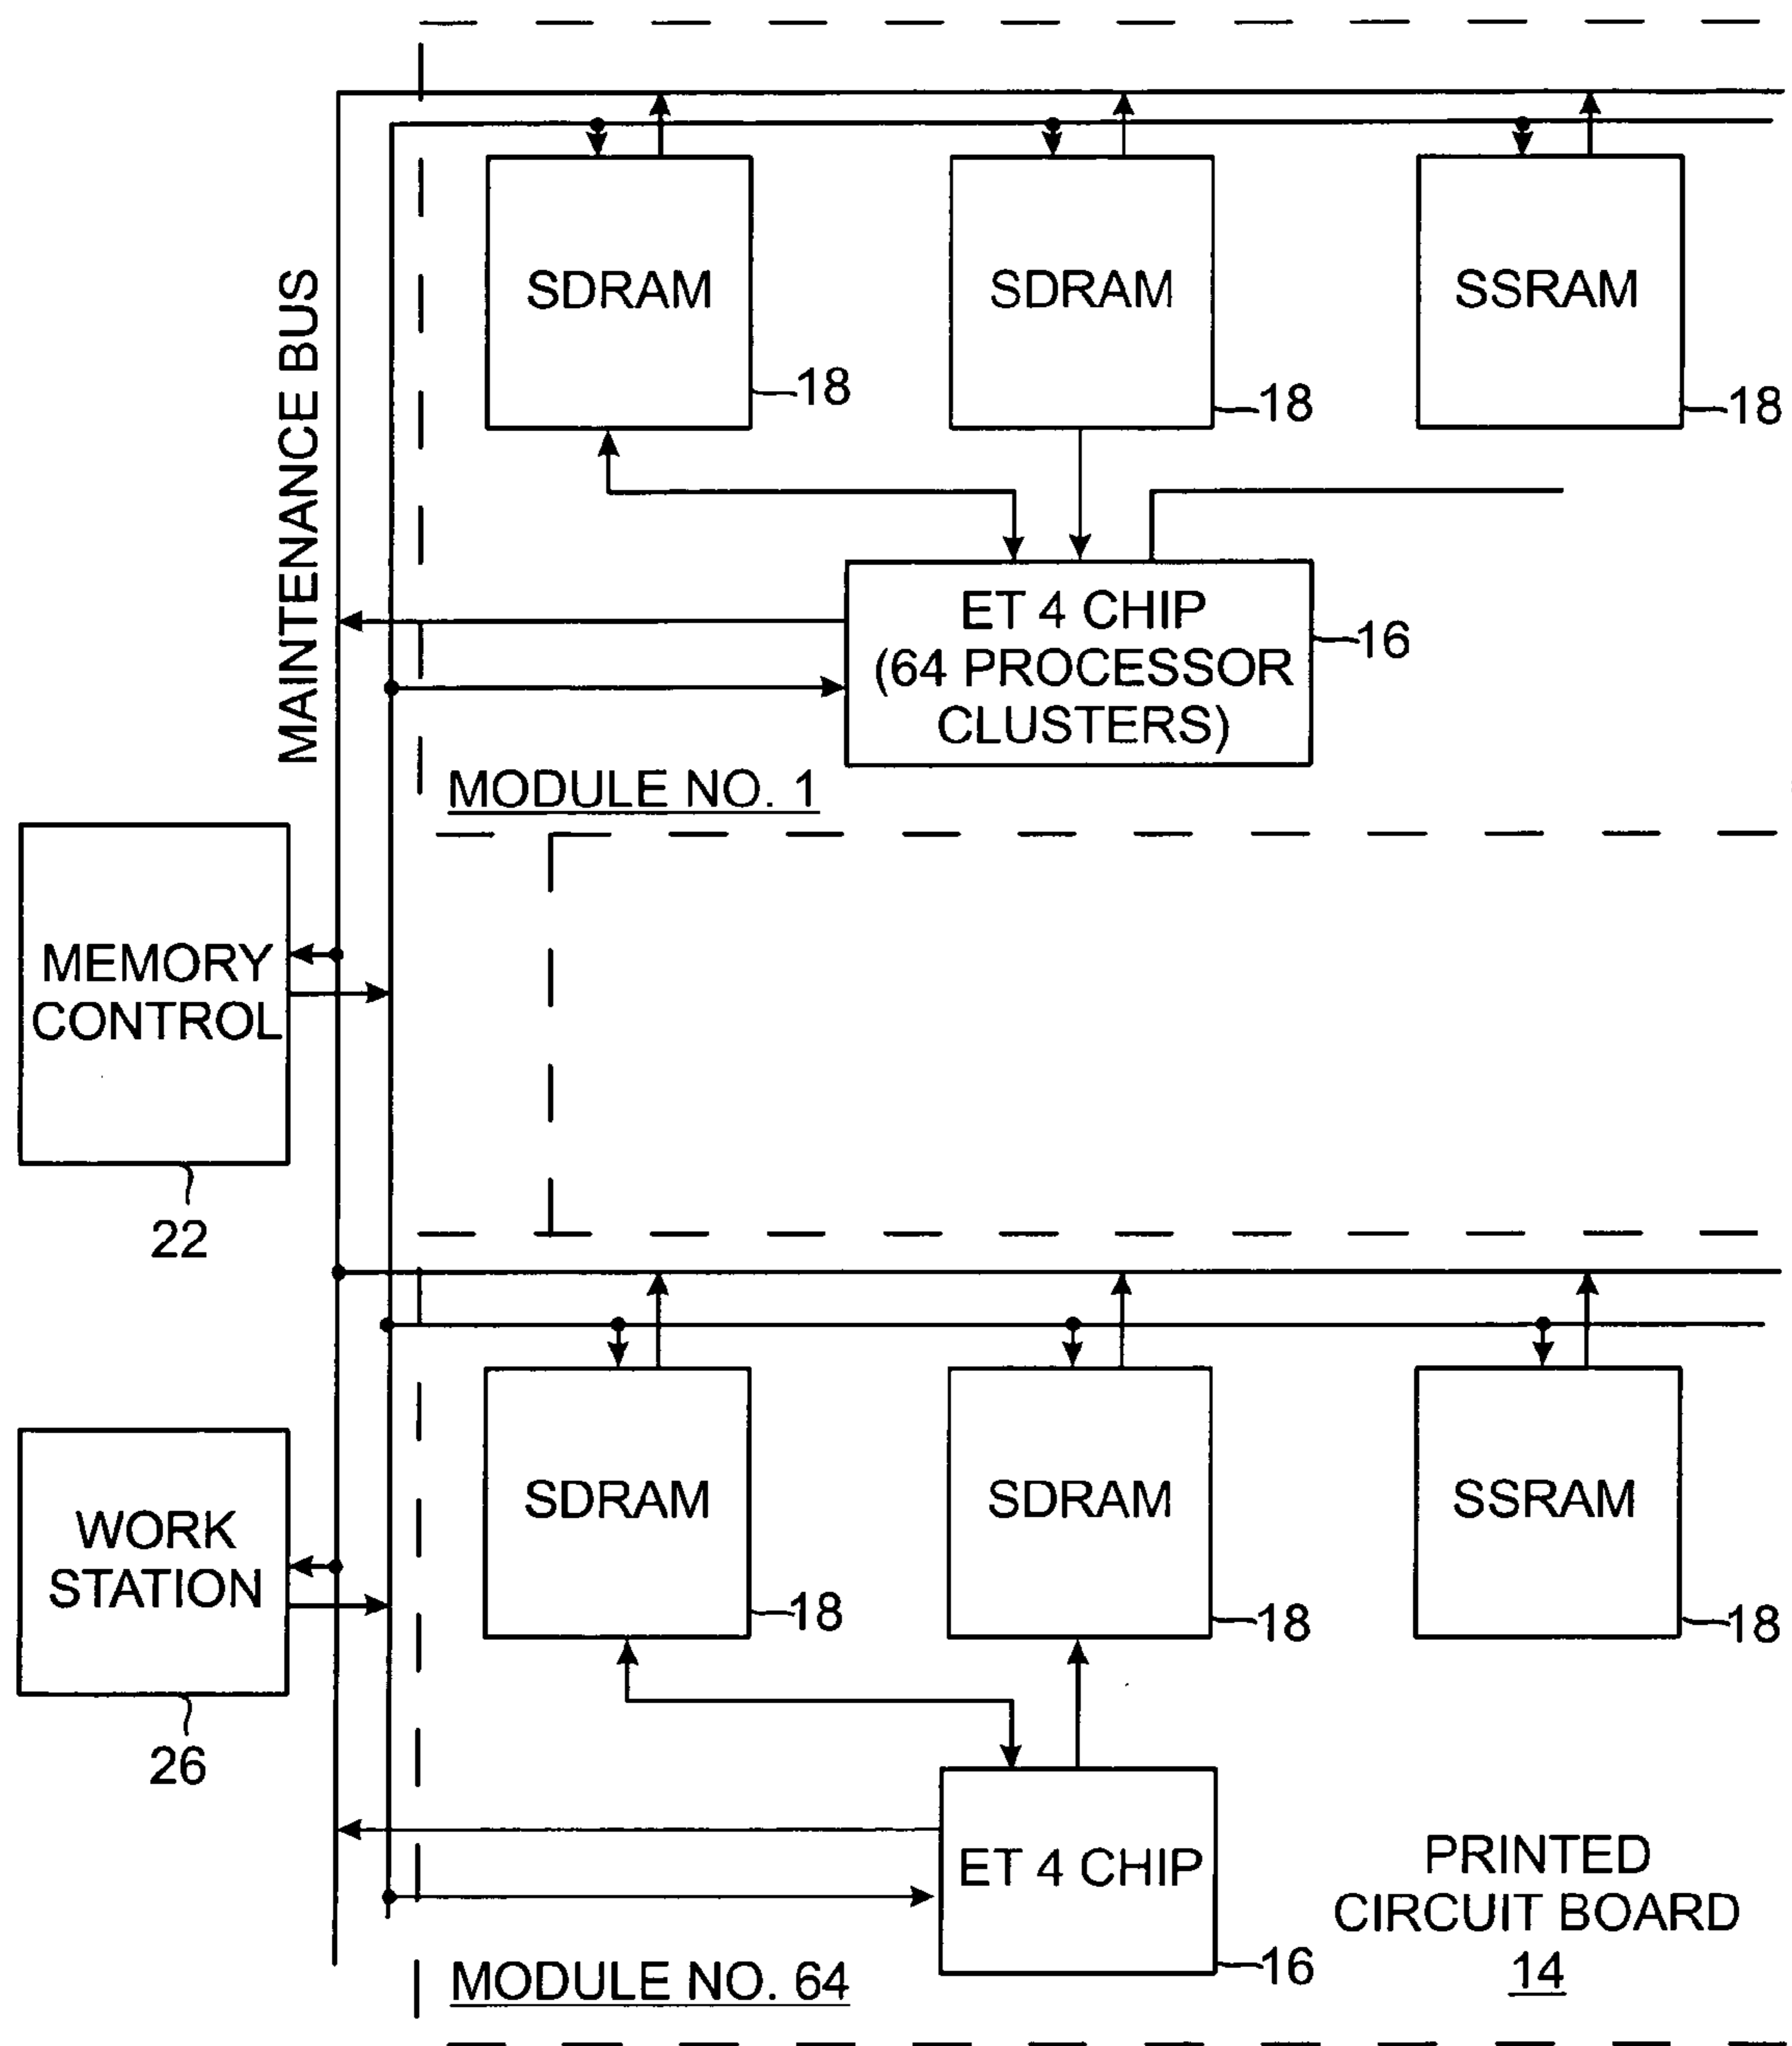 MAINTENANCE BUS
SDRAM
SDRAM
SSRAM
18
18
18
ET 4 CHIP
(64 PROCESSOR
CLUSTERS)
16
MODULE NO. 1
MEMORY
CONTROL
22
SDRAM
SDRAM
SSRAM
18
18
18
WORK
STATION
26
ET 4 CHIP
16
PRINTED
CIRCUIT BOARD
14
MODULE NO. 64